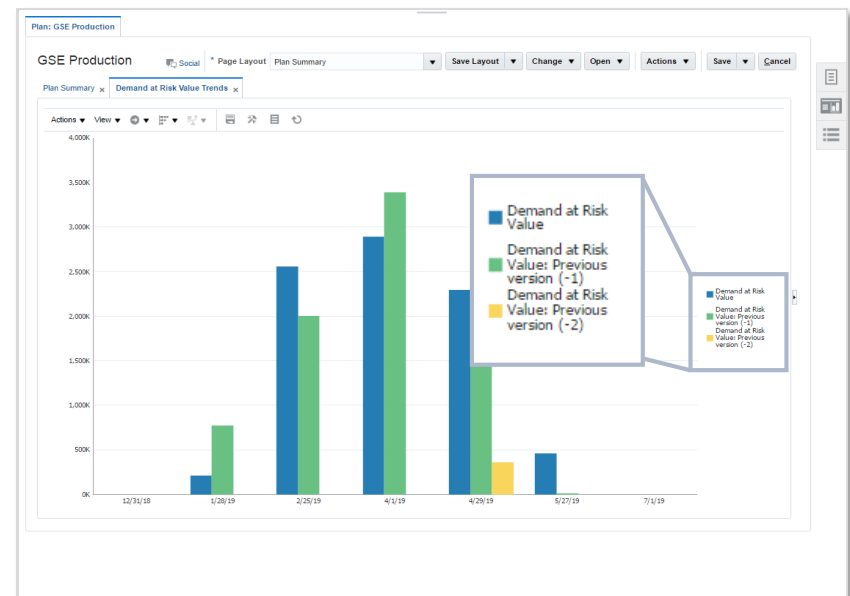 Plan: GSE Production
GSE Production
Social
* Page Layout
Plan Summary
Save Layout
Change
Open
Actions
Save
Cancel
Plan Summary x
Demand at Risk Value Trends x
Actions
View
4,000K
3,500K
3,000K
2,500K
2,000K
1,500K
1,000K
500K
0K
12/31/18
1/28/19
2/25/19
4/1/19
4/29/19
5/27/19
7/1/19
Demand at Risk
Value
Demand at Risk
Value: Previous
version (-1)
Demand at Risk
Value: Previous
version (-2)
Demand at Risk
Value
Demand at Risk
Value: Previous
version (-1)
Demand at Risk
Value: Previous
version (-2)